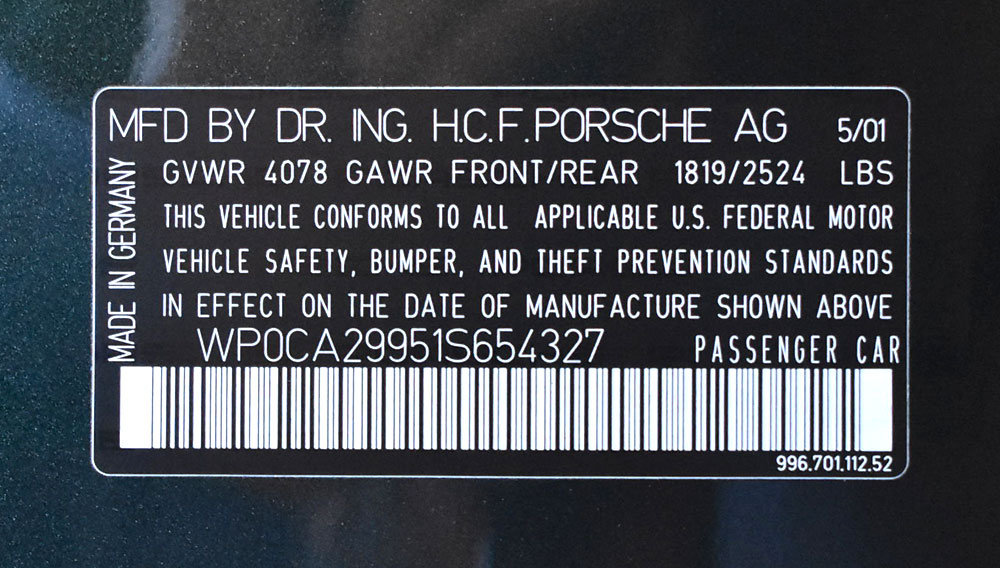 MFD BY DR. ING. H.C.F.PORSCHE AG 5/01
GVWR 4078 GAWR FRONT/REAR 1819/2524 LBS
THIS VEHICLE CONFORMS TO ALL APPLICABLE U.S. FEDERAL MOTOR
VEHICLE SAFETY, BUMPER, AND THEFT PREVENTION STANDARDS
IN EFFECT ON THE DATE OF MANUFACTURE SHOWN ABOVE
WP0CA29951S654327 PASSENGER CAR
996.701.112.52
MADE IN GERMANY